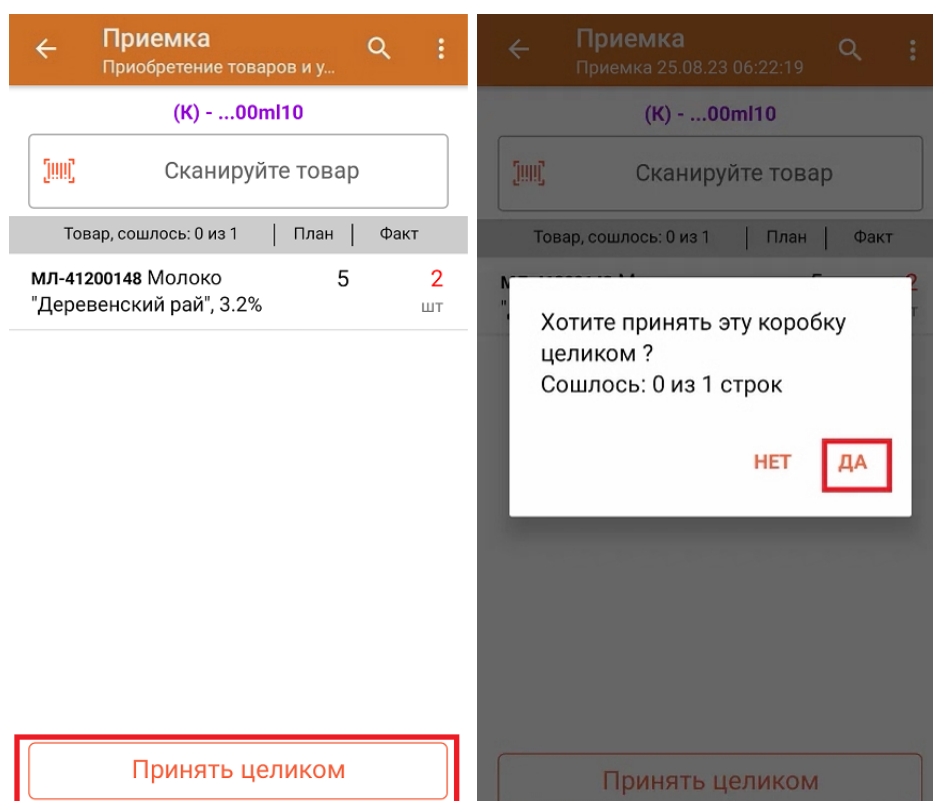 Приемка
Приобретение товаров и у...
(К) - ...00ml10
Сканируйте товар
Товар, сошлось: 0 из 1 План Факт
МЛ-41200148 Молоко 5 2
"Деревенский рай", 3.2% шт
Принять целиком
Приемка
Приемка 25.08.23 06:22:19
(К) - ...00ml10
Сканируйте товар
Товар, сошлось: 0 из 1 План Факт
Хотите принять эту коробку
целиком ?
Сошлось: 0 из 1 строк
НЕТ ДА
Принять целиком